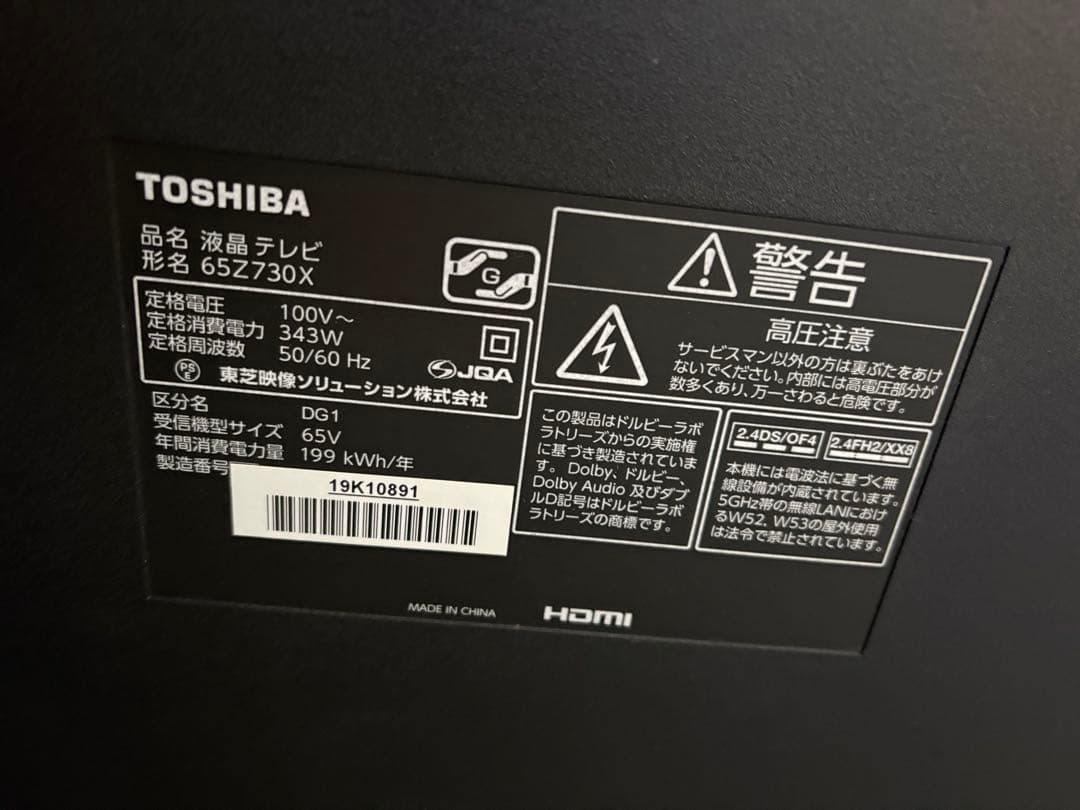 TOSHIBA
品名 液晶テレビ
形名 65Z730X
G
定格電圧 100V～
定格消費電力 343W
定格周波数 50/60 Hz
PSE 東芝映像ソリューション株式会社
JQA
区分名 DG1
受信機型サイズ 65V
年間消費電力量 199 kWh/年
製造番号
19K10891
警告
高圧注意
サービスマン以外の方は裏ぶたをあけ
ないでください。内部には高電圧部分が
数多くあり、万一さわると危険です。
この製品はドルビーラボ
ラトリーズからの実施権
に基づき製造されていま
す。Dolby、ドルビー、
Dolby Audio 及びダブ
ルD記号はドルビーラボ
ラトリーズの商標です。
2.4DS/OF4
2.4FH2/XX8
本機には電波法に基づく無
線設備が内蔵されています。
5GHz帯の無線LANにおけ
るW52、W53の屋外使用
は法令で禁止されています。
MADE IN CHINA
HDMI